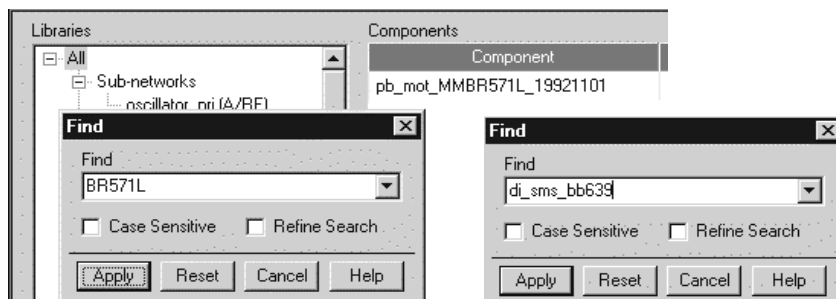 Libraries
Components
All
Component
Sub-networks
pb_mot_MMBR571L_19921101
oscillator_pri (A/RF)
Find
Find
BR571L
Case Sensitive
Refine Search
Apply
Reset
Cancel
Help
Find
Find
di_sms_bb639
Case Sensitive
Refine Search
Apply
Reset
Cancel
Help